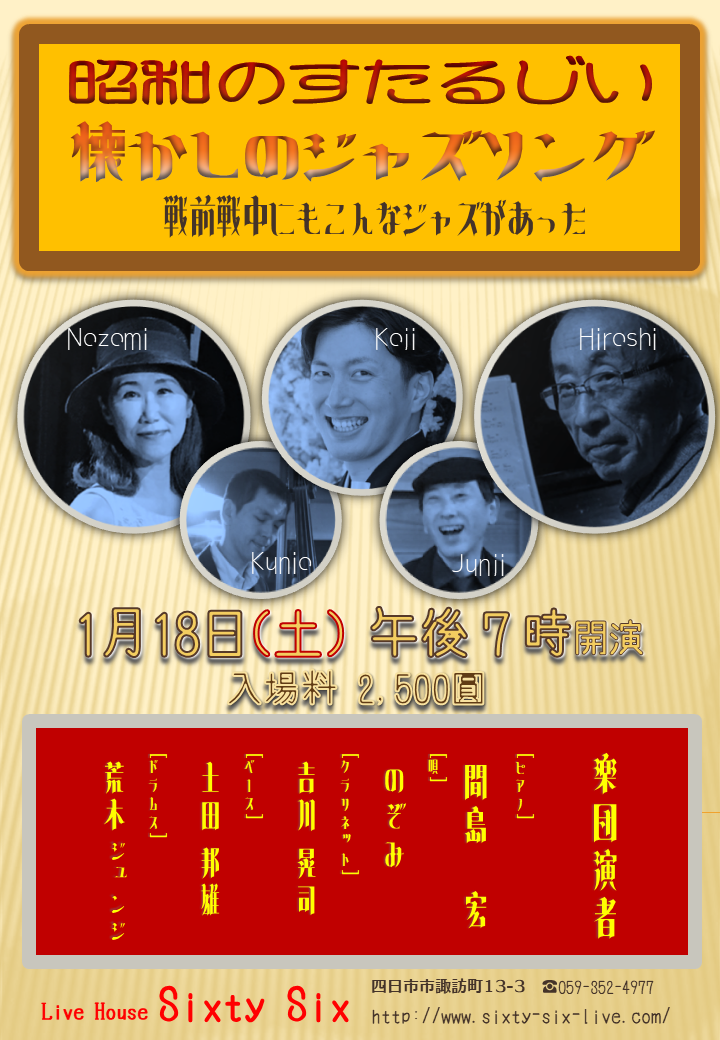 昭和のすたるじい
懐かしのジャズソング
戦前戦中にもこんなジャズがあった
Nozomi
Koji
Hiroshi
Kunio
Junji
1月18日(土) 午後7時開演
入場料 2,500圓
楽団演者
[ピアノ]
間島 宏
[唄]
のぞみ
[クラリネット]
吉川 晃司
[ベース]
土田 邦雄
[ドラムス]
荒木 ジュンジ
四日市市諏訪町13-3 ☎059-352-4977
Live House Sixty Six
http://www.sixty-six-live.com/